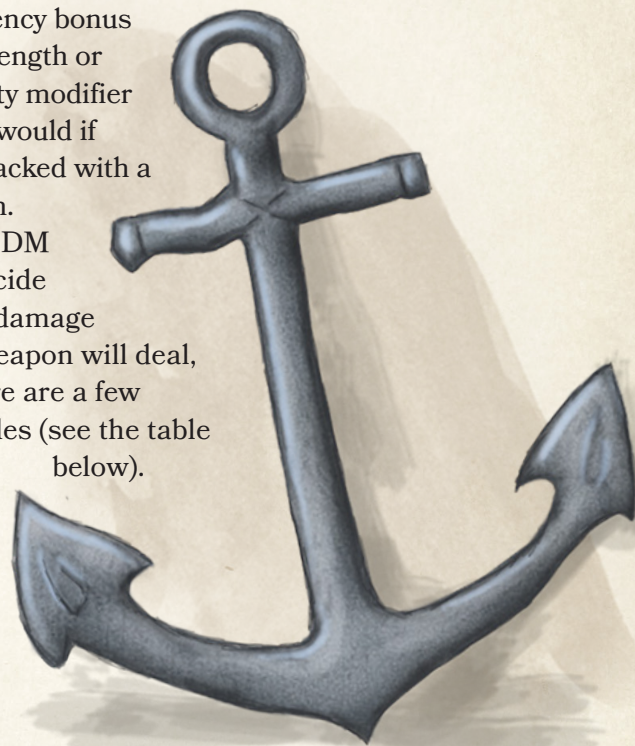 ency bonus
ength or
ty modifier
would if
acked with a
n.
DM
cide
damage
eapon will deal,
re are a few
les (see the table
below).